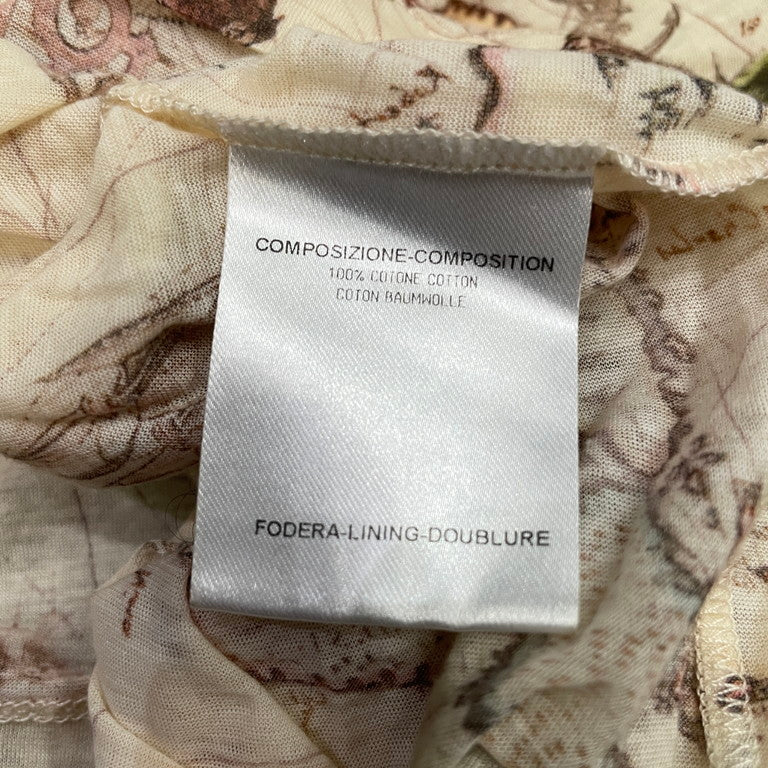 COMPOSIZIONE-COMPOSITION
100% COTONE COTTON
COTON BAUMWOLLE
FODERA-LINING-DOUBLURE